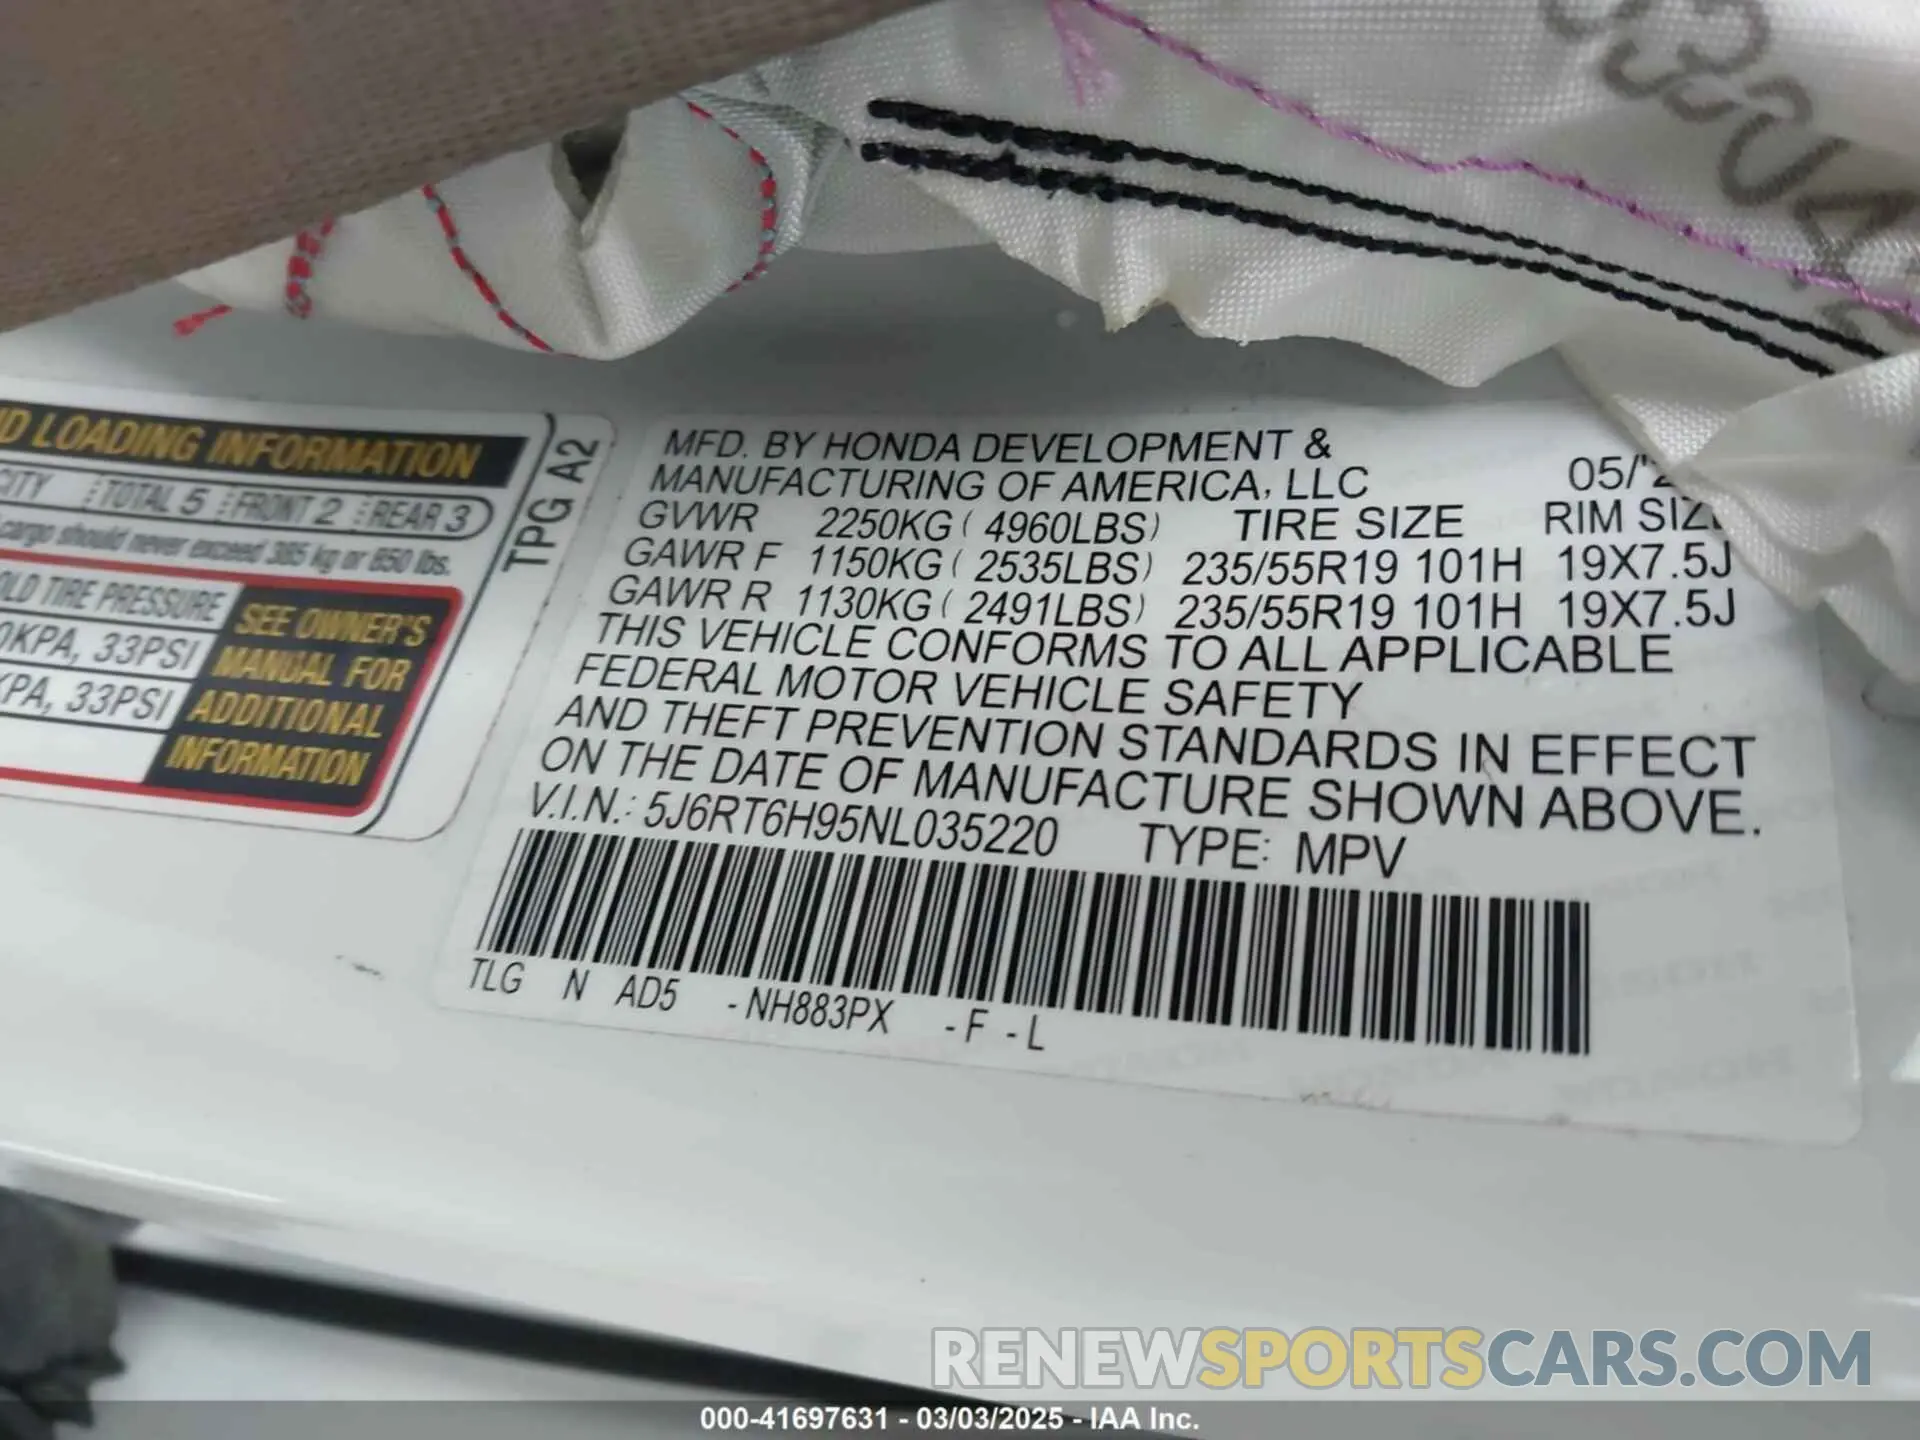 D LOADING INFORMATION
CITY TOTAL 5 FRONT 2 REAR 3
cargo should never exceed 385 kg or 850 lbs.
OLD TIRE PRESSURE
0KPA, 33PSI
KPA, 33PSI
SEE OWNER'S
MANUAL FOR
ADDITIONAL
INFORMATION
TPG A2
MFD. BY HONDA DEVELOPMENT &
MANUFACTURING OF AMERICA, LLC 05/'2
GVWR 2250KG ( 4960LBS) TIRE SIZE RIM SIZ
GAWR F 1150KG ( 2535LBS) 235/55R19 101H 19X7.5J
GAWR R 1130KG ( 2491LBS) 235/55R19 101H 19X7.5J
THIS VEHICLE CONFORMS TO ALL APPLICABLE
FEDERAL MOTOR VEHICLE SAFETY
AND THEFT PREVENTION STANDARDS IN EFFECT
ON THE DATE OF MANUFACTURE SHOWN ABOVE.
V.I.N.: 5J6RT6H95NL035220 TYPE: MPV
TLG N AD5 -NH883PX -F -L
RENEWSPORTSCARS.COM
000-41697631 - 03/03/2025 - IAA Inc.